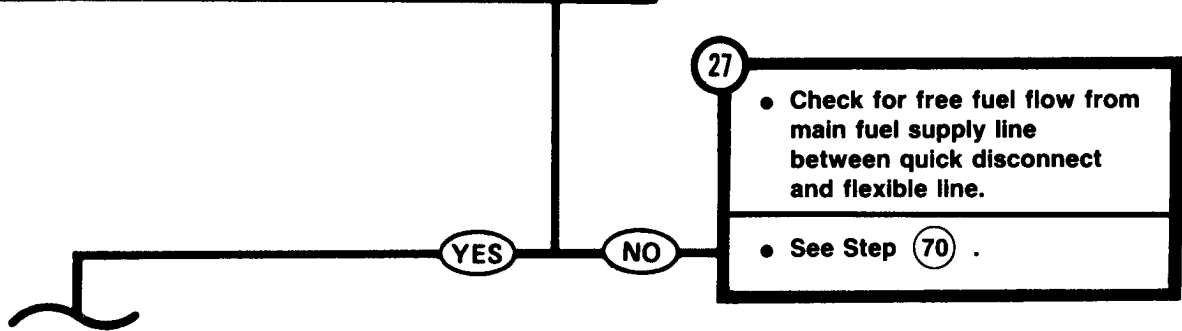 27
• Check for free fuel flow from
main fuel supply line
between quick disconnect
and flexible line.
YES
NO
• See Step 70 .